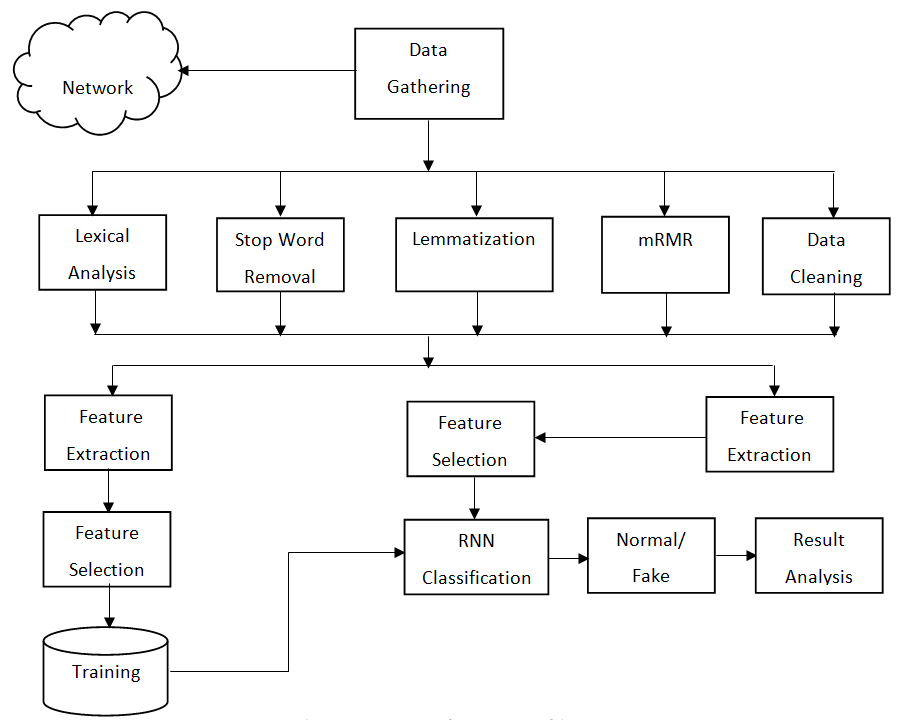 Network
Data
Gathering
Lexical
Analysis
Stop Word
Removal
Lemmatization
mRMR
Data
Cleaning
Feature
Extraction
Feature
Selection
Feature
Extraction
Feature
Selection
RNN
Classification
Normal/
Fake
Result
Analysis
Training